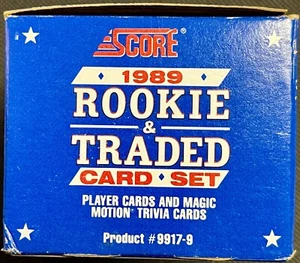 SCORE
1989
ROOKIE
&
TRADED
CARD SET
PLAYER CARDS AND MAGIC
MOTION TRIVIA CARDS
Product #9917-9